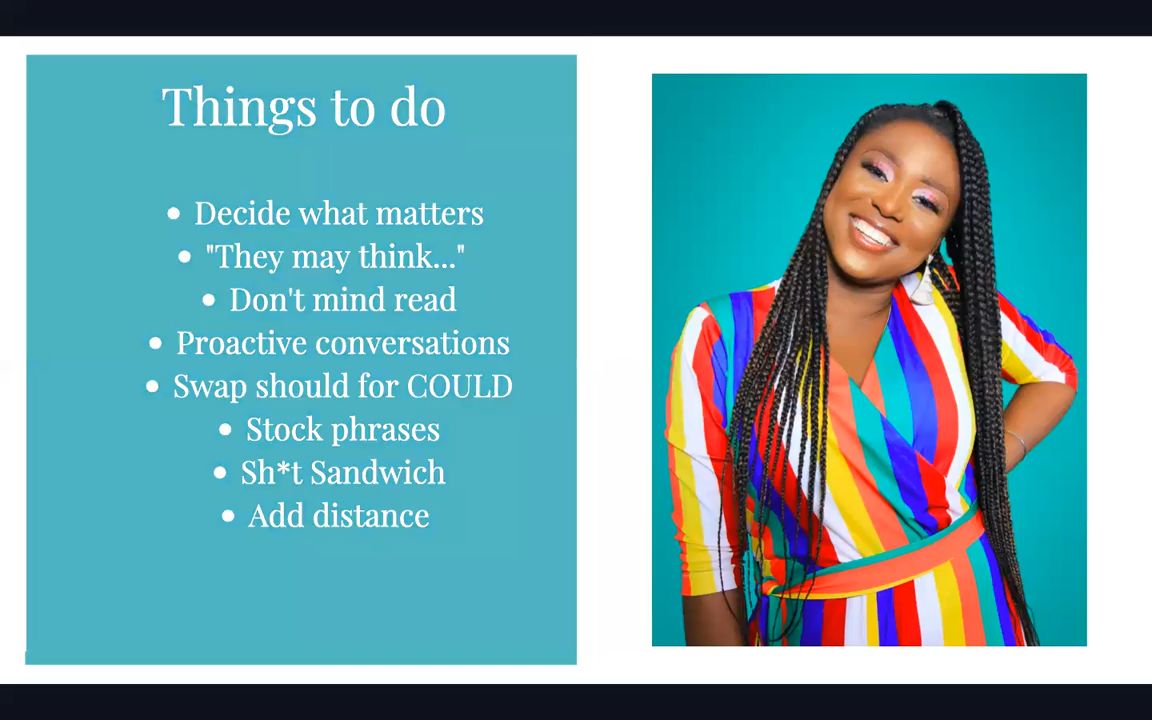 Things to do
• Decide what matters
• "They may think..."
• Don't mind read
• Proactive conversations
• Swap should for COULD
• Stock phrases
• Sh*t Sandwich
• Add distance